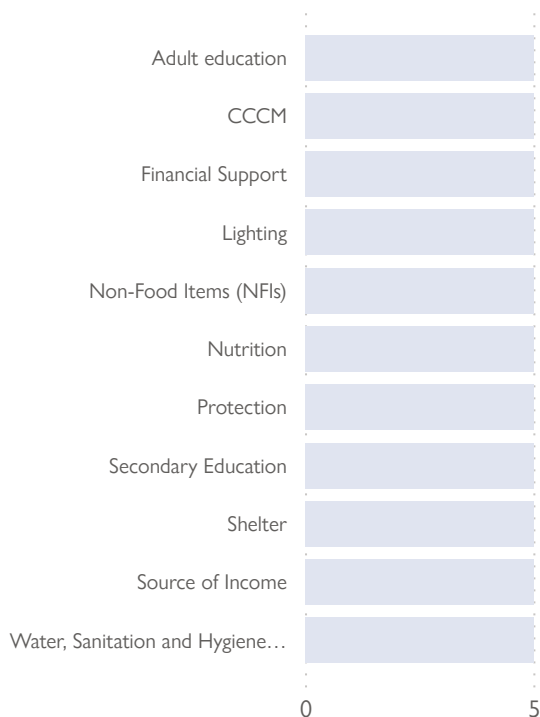 Adult education
CCCM
Financial Support
Lighting
Non-Food Items (NFIs)
Nutrition
Protection
Secondary Education
Shelter
Source of Income
Water, Sanitation and Hygiene…
0 5